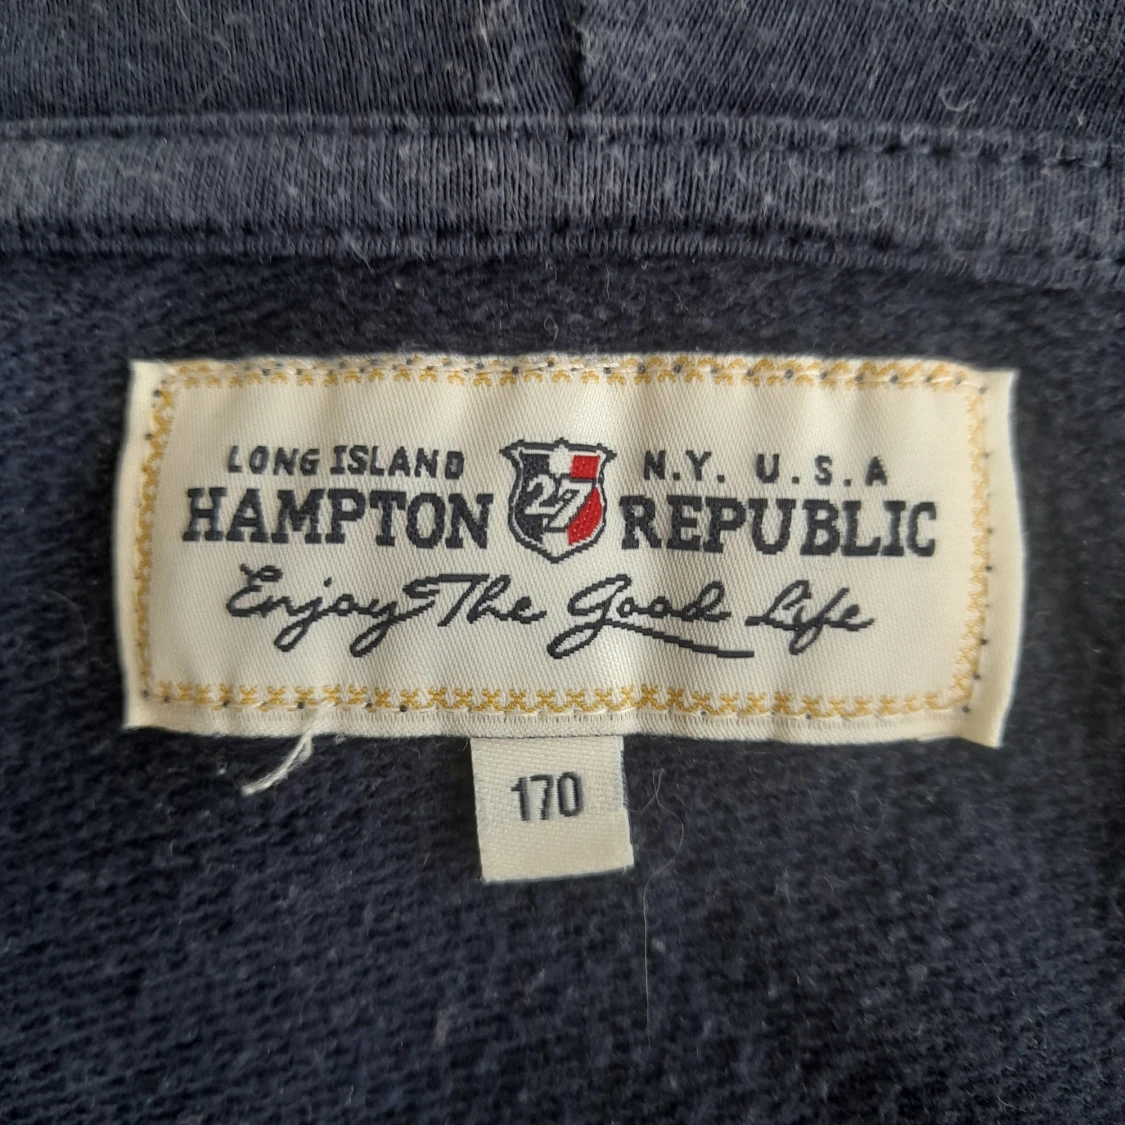 LONG ISLAND N.Y. U.S.A
HAMPTON 27 REPUBLIC
Enjoy The Good Life
170